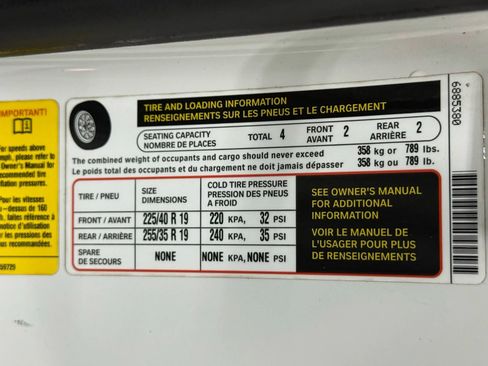 IMPORTANT!
For speeds above
mph, please refer to
Owner's Manual for
recommended tire
inflation pressures.
Pour les vitesses
dessus de 160
h, faites référence à
notice d'utilisation
les pressions des
us recommandées.
TIRE AND LOADING INFORMATION
RENSEIGNEMENTS SUR LES PNEUS ET LE CHARGEMENT
SEATING CAPACITY
NOMBRE DE PLACES
TOTAL 4
FRONT
AVANT 2
REAR
ARRIÈRE 2
The combined weight of occupants and cargo should never exceed 358 kg or 789 lbs.
Le poids total des occupants et du chargement ne doit jamais dépasser 358 kg ou 789 lb.
TIRE / PNEU
SIZE
DIMENSIONS
COLD TIRE PRESSURE
PRESSION DES PNEUS
A FROID
FRONT / AVANT 225/40 R 19 220 KPA, 32 PSI
REAR / ARRIÈRE 255/35 R 19 240 KPA, 35 PSI
SPARE
DE SECOURS
NONE NONE KPA, NONE PSI
SEE OWNER'S MANUAL
FOR ADDITIONAL
INFORMATION
VOIR LE MANUEL DE
L'USAGER POUR PLUS
DE RENSEIGNEMENTS
6885380